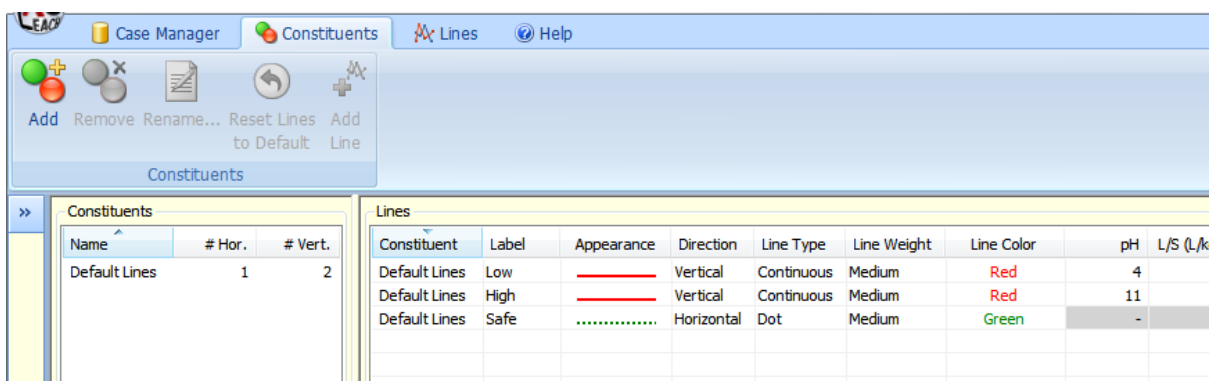 EACH
Case Manager Constituents Lines Help
Add Remove Rename... Reset Lines to Default Add Line
Constituents
Constituents
Name # Hor. # Vert.
Default Lines 1 2
Lines
Constituent Label Appearance Direction Line Type Line Weight Line Color pH L/S (L/k
Default Lines Low Vertical Continuous Medium Red 4
Default Lines High Vertical Continuous Medium Red 11
Default Lines Safe Horizontal Dot Medium Green -